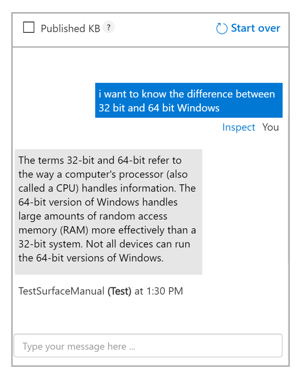 Published KB ? Start over
i want to know the difference between
32 bit and 64 bit Windows
Inspect You
The terms 32-bit and 64-bit refer to
the way a computer's processor (also
called a CPU) handles information. The
64-bit version of Windows handles
large amounts of random access
memory (RAM) more effectively than a
32-bit system. Not all devices can run
the 64-bit versions of Windows.
TestSurfaceManual (Test) at 1:30 PM
Type your message here ...